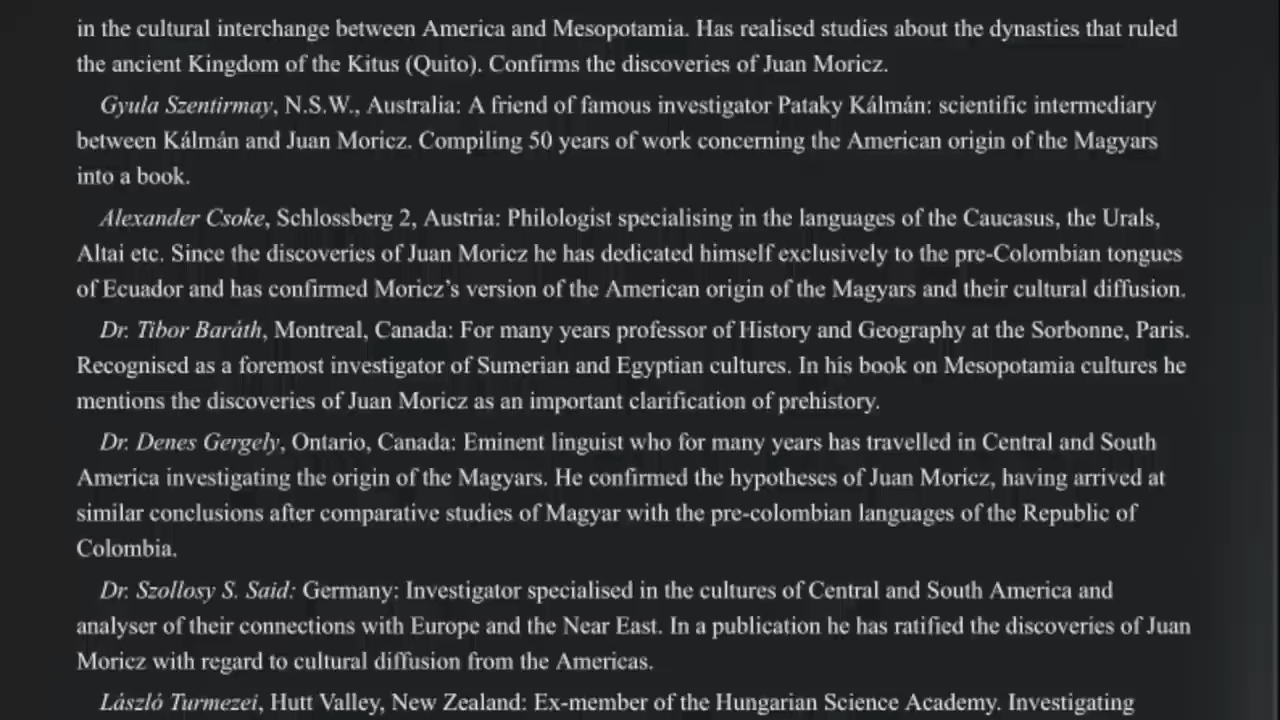 in the cultural interchange between America and Mesopotamia. Has realised studies about the dynasties that ruled
the ancient Kingdom of the Kitus (Quito). Confirms the discoveries of Juan Moricz.
Gyula Szentirmay, N.S.W., Australia: A friend of famous investigator Pataky Kálmán: scientific intermediary
between Kálmán and Juan Moricz. Compiling 50 years of work concerning the American origin of the Magyars
into a book.
Alexander Csoke, Schlossberg 2, Austria: Philologist specialising in the languages of the Caucasus, the Urals,
Altai etc. Since the discoveries of Juan Moricz he has dedicated himself exclusively to the pre-Colombian tongues
of Ecuador and has confirmed Moricz’s version of the American origin of the Magyars and their cultural diffusion.
Dr. Tibor Baráth, Montreal, Canada: For many years professor of History and Geography at the Sorbonne, Paris.
Recognised as a foremost investigator of Sumerian and Egyptian cultures. In his book on Mesopotamia cultures he
mentions the discoveries of Juan Moricz as an important clarification of prehistory.
Dr. Denes Gergely, Ontario, Canada: Eminent linguist who for many years has travelled in Central and South
America investigating the origin of the Magyars. He confirmed the hypotheses of Juan Moricz, having arrived at
similar conclusions after comparative studies of Magyar with the pre-colombian languages of the Republic of
Colombia.
Dr. Szollosy S. Said: Germany: Investigator specialised in the cultures of Central and South America and
analyser of their connections with Europe and the Near East. In a publication he has ratified the discoveries of Juan
Moricz with regard to cultural diffusion from the Americas.
László Turmezei, Hutt Valley, New Zealand: Ex-member of the Hungarian Science Academy. Investigating